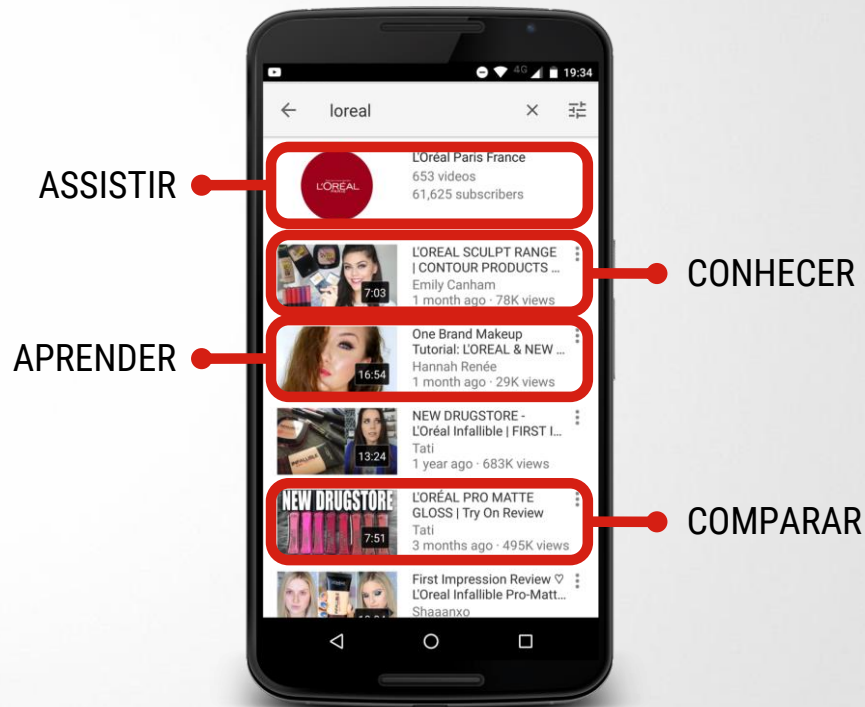 4G 19:34
loreal
L'Oréal Paris France
653 videos
61,625 subscribers
L'ORÉAL
PARIS
ASSISTIR
L'OREAL SCULPT RANGE
| CONTOUR PRODUCTS ...
Emily Canham
1 month ago · 78K views
7:03
CONHECER
One Brand Makeup
Tutorial: L'OREAL & NEW ...
Hannah Renée
1 month ago · 29K views
16:54
APRENDER
NEW DRUGSTORE -
L'Oréal Infallible | FIRST I...
Tati
1 year ago · 683K views
INFALLIBLE
13:24
NEW DRUGSTORE
L'ORÉAL PRO MATTE
GLOSS | Try On Review
Tati
3 months ago · 495K views
7:51
COMPARAR
First Impression Review ♡
L'Oreal Infallible Pro-Matt...
Shaaanxo